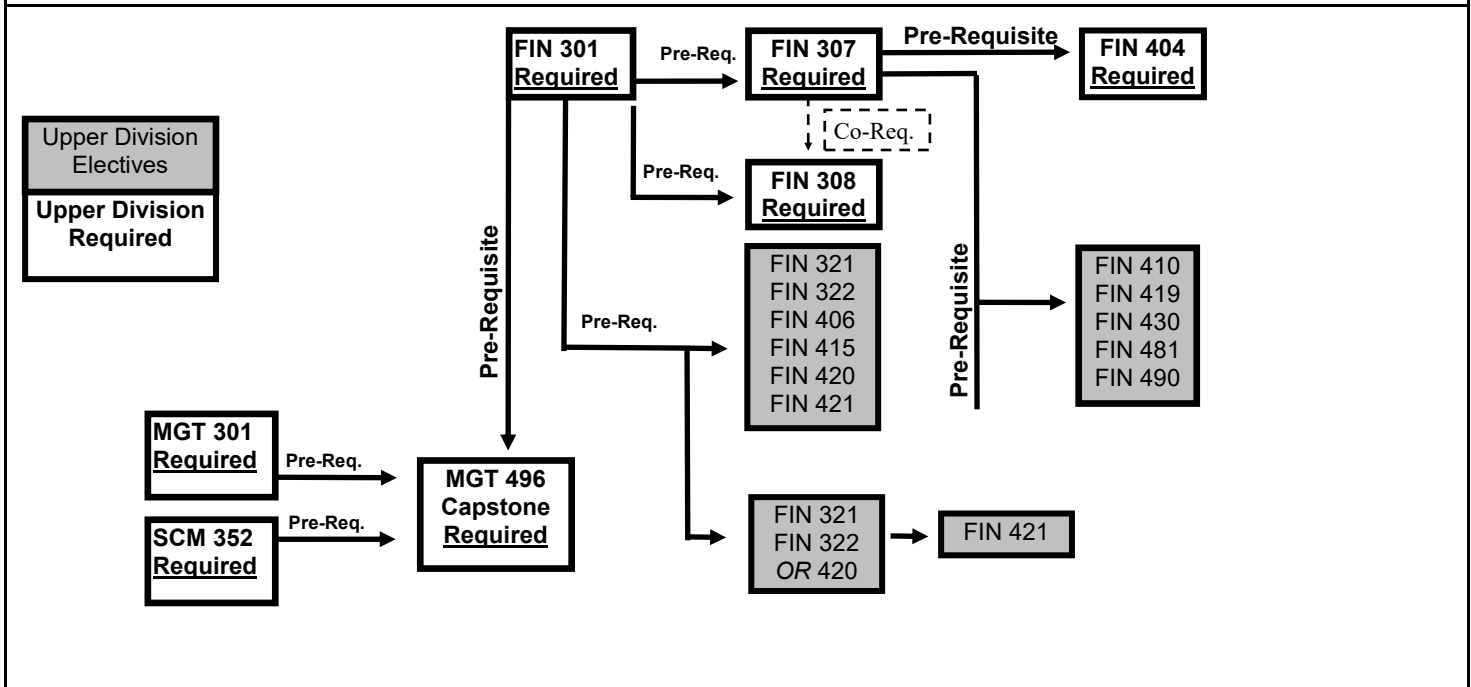 FIN 301
Required
Pre-Req.
FIN 307
Required
Pre-Requisite
FIN 404
Required
Upper Division
Electives
Upper Division
Required
Co-Req.
Pre-Req.
FIN 308
Required
Pre-Requisite
Pre-Req.
FIN 321
FIN 322
FIN 406
FIN 415
FIN 420
FIN 421
Pre-Requisite
FIN 410
FIN 419
FIN 430
FIN 481
FIN 490
MGT 301
Required
Pre-Req.
SCM 352
Required
Pre-Req.
MGT 496
Capstone
Required
FIN 321
FIN 322
OR 420
FIN 421